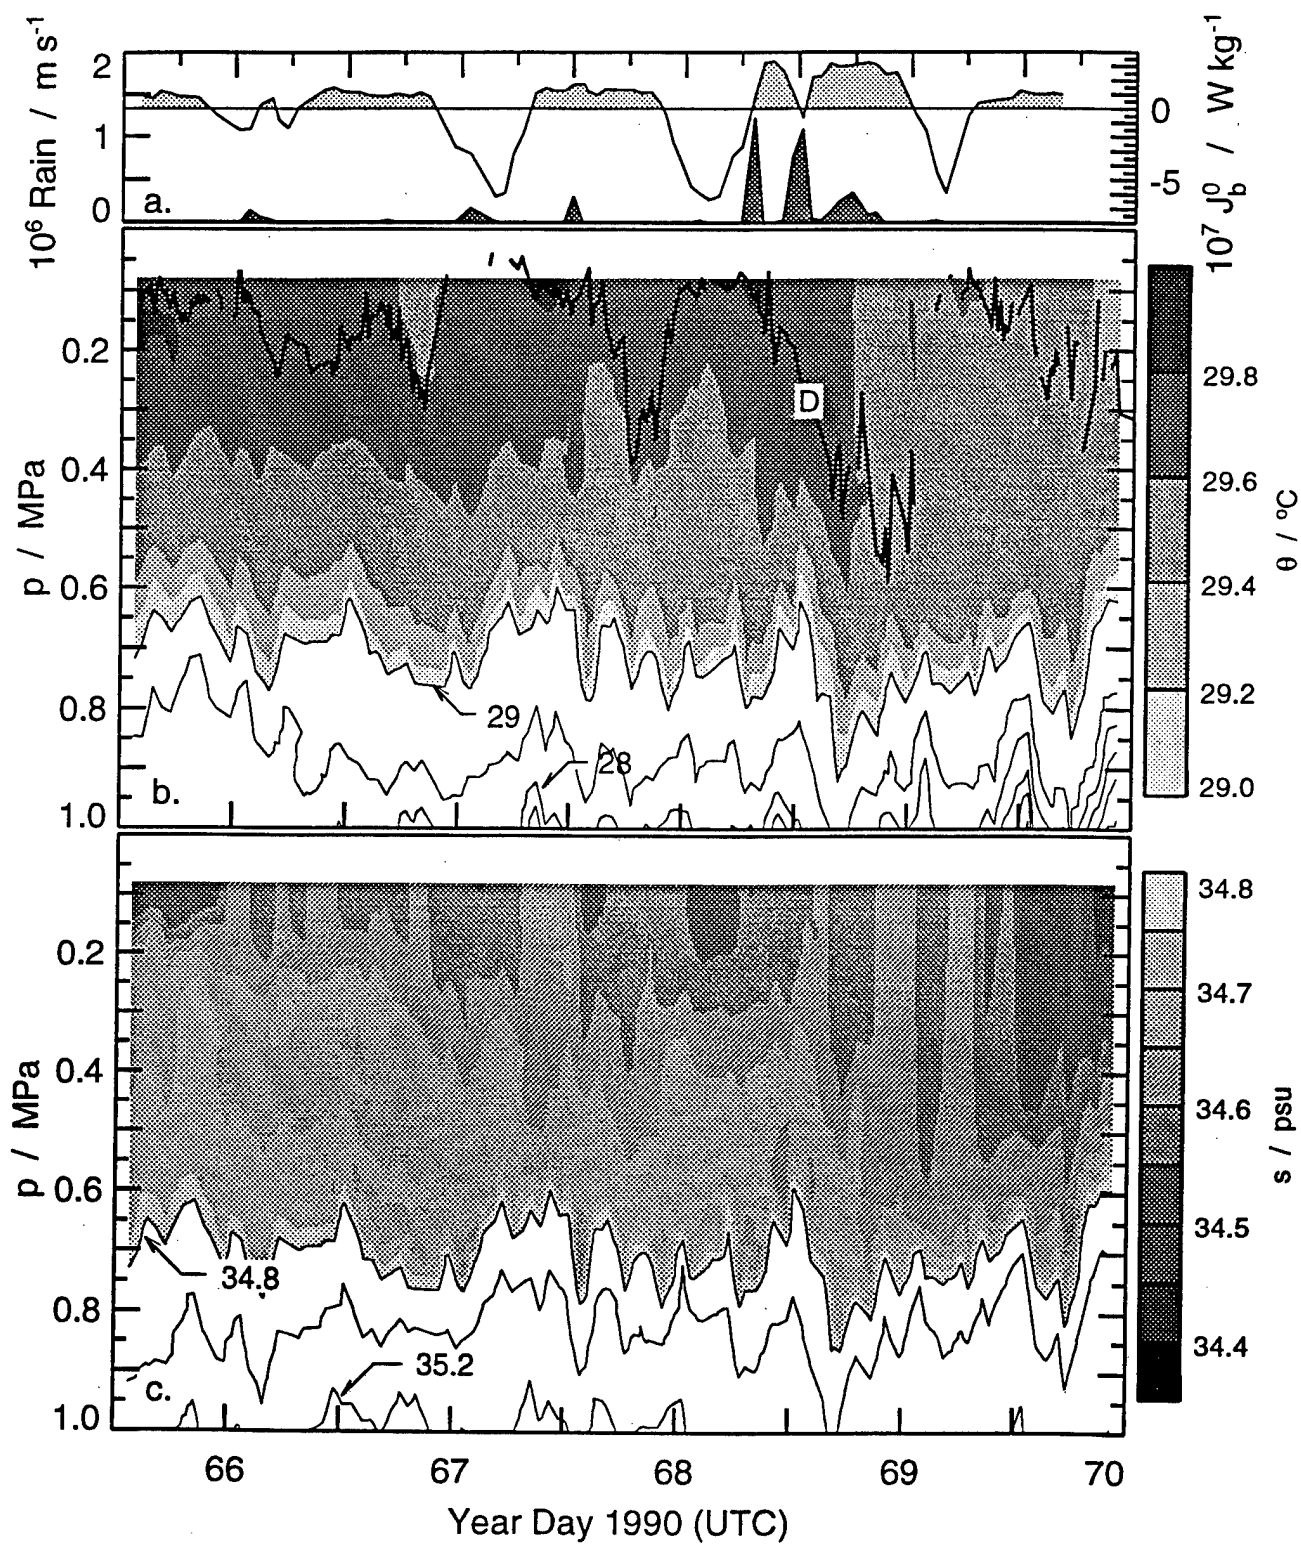 10⁶ Rain / m s⁻¹
2
1
0
a.
0
-5
10⁷ J⁰_b / W kg⁻¹
p / MPa
0.2
0.4
0.6
0.8
1.0
D
29
28
b.
29.8
29.6
29.4
29.2
29.0
θ / °C
p / MPa
0.2
0.4
0.6
0.8
1.0
34.8
35.2
c.
34.8
34.7
34.6
34.5
34.4
s / psu
66 67 68 69 70
Year Day 1990 (UTC)